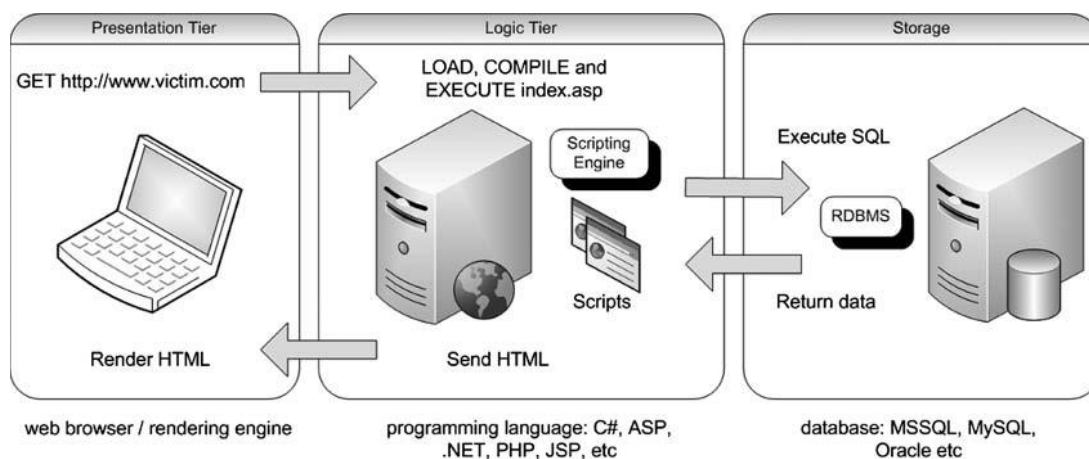 Presentation Tier
GET http://www.victim.com
Render HTML
web browser / rendering engine
Logic Tier
LOAD, COMPILE and
EXECUTE index.asp
Scripting
Engine
Scripts
Send HTML
programming language: C#, ASP,
.NET, PHP, JSP, etc
Storage
Execute SQL
RDBMS
Return data
database: MSSQL, MySQL,
Oracle etc